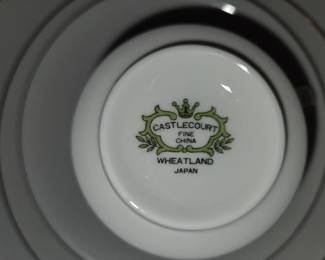 CASTLECOURT
FINE
CHINA
WHEATLAND
JAPAN